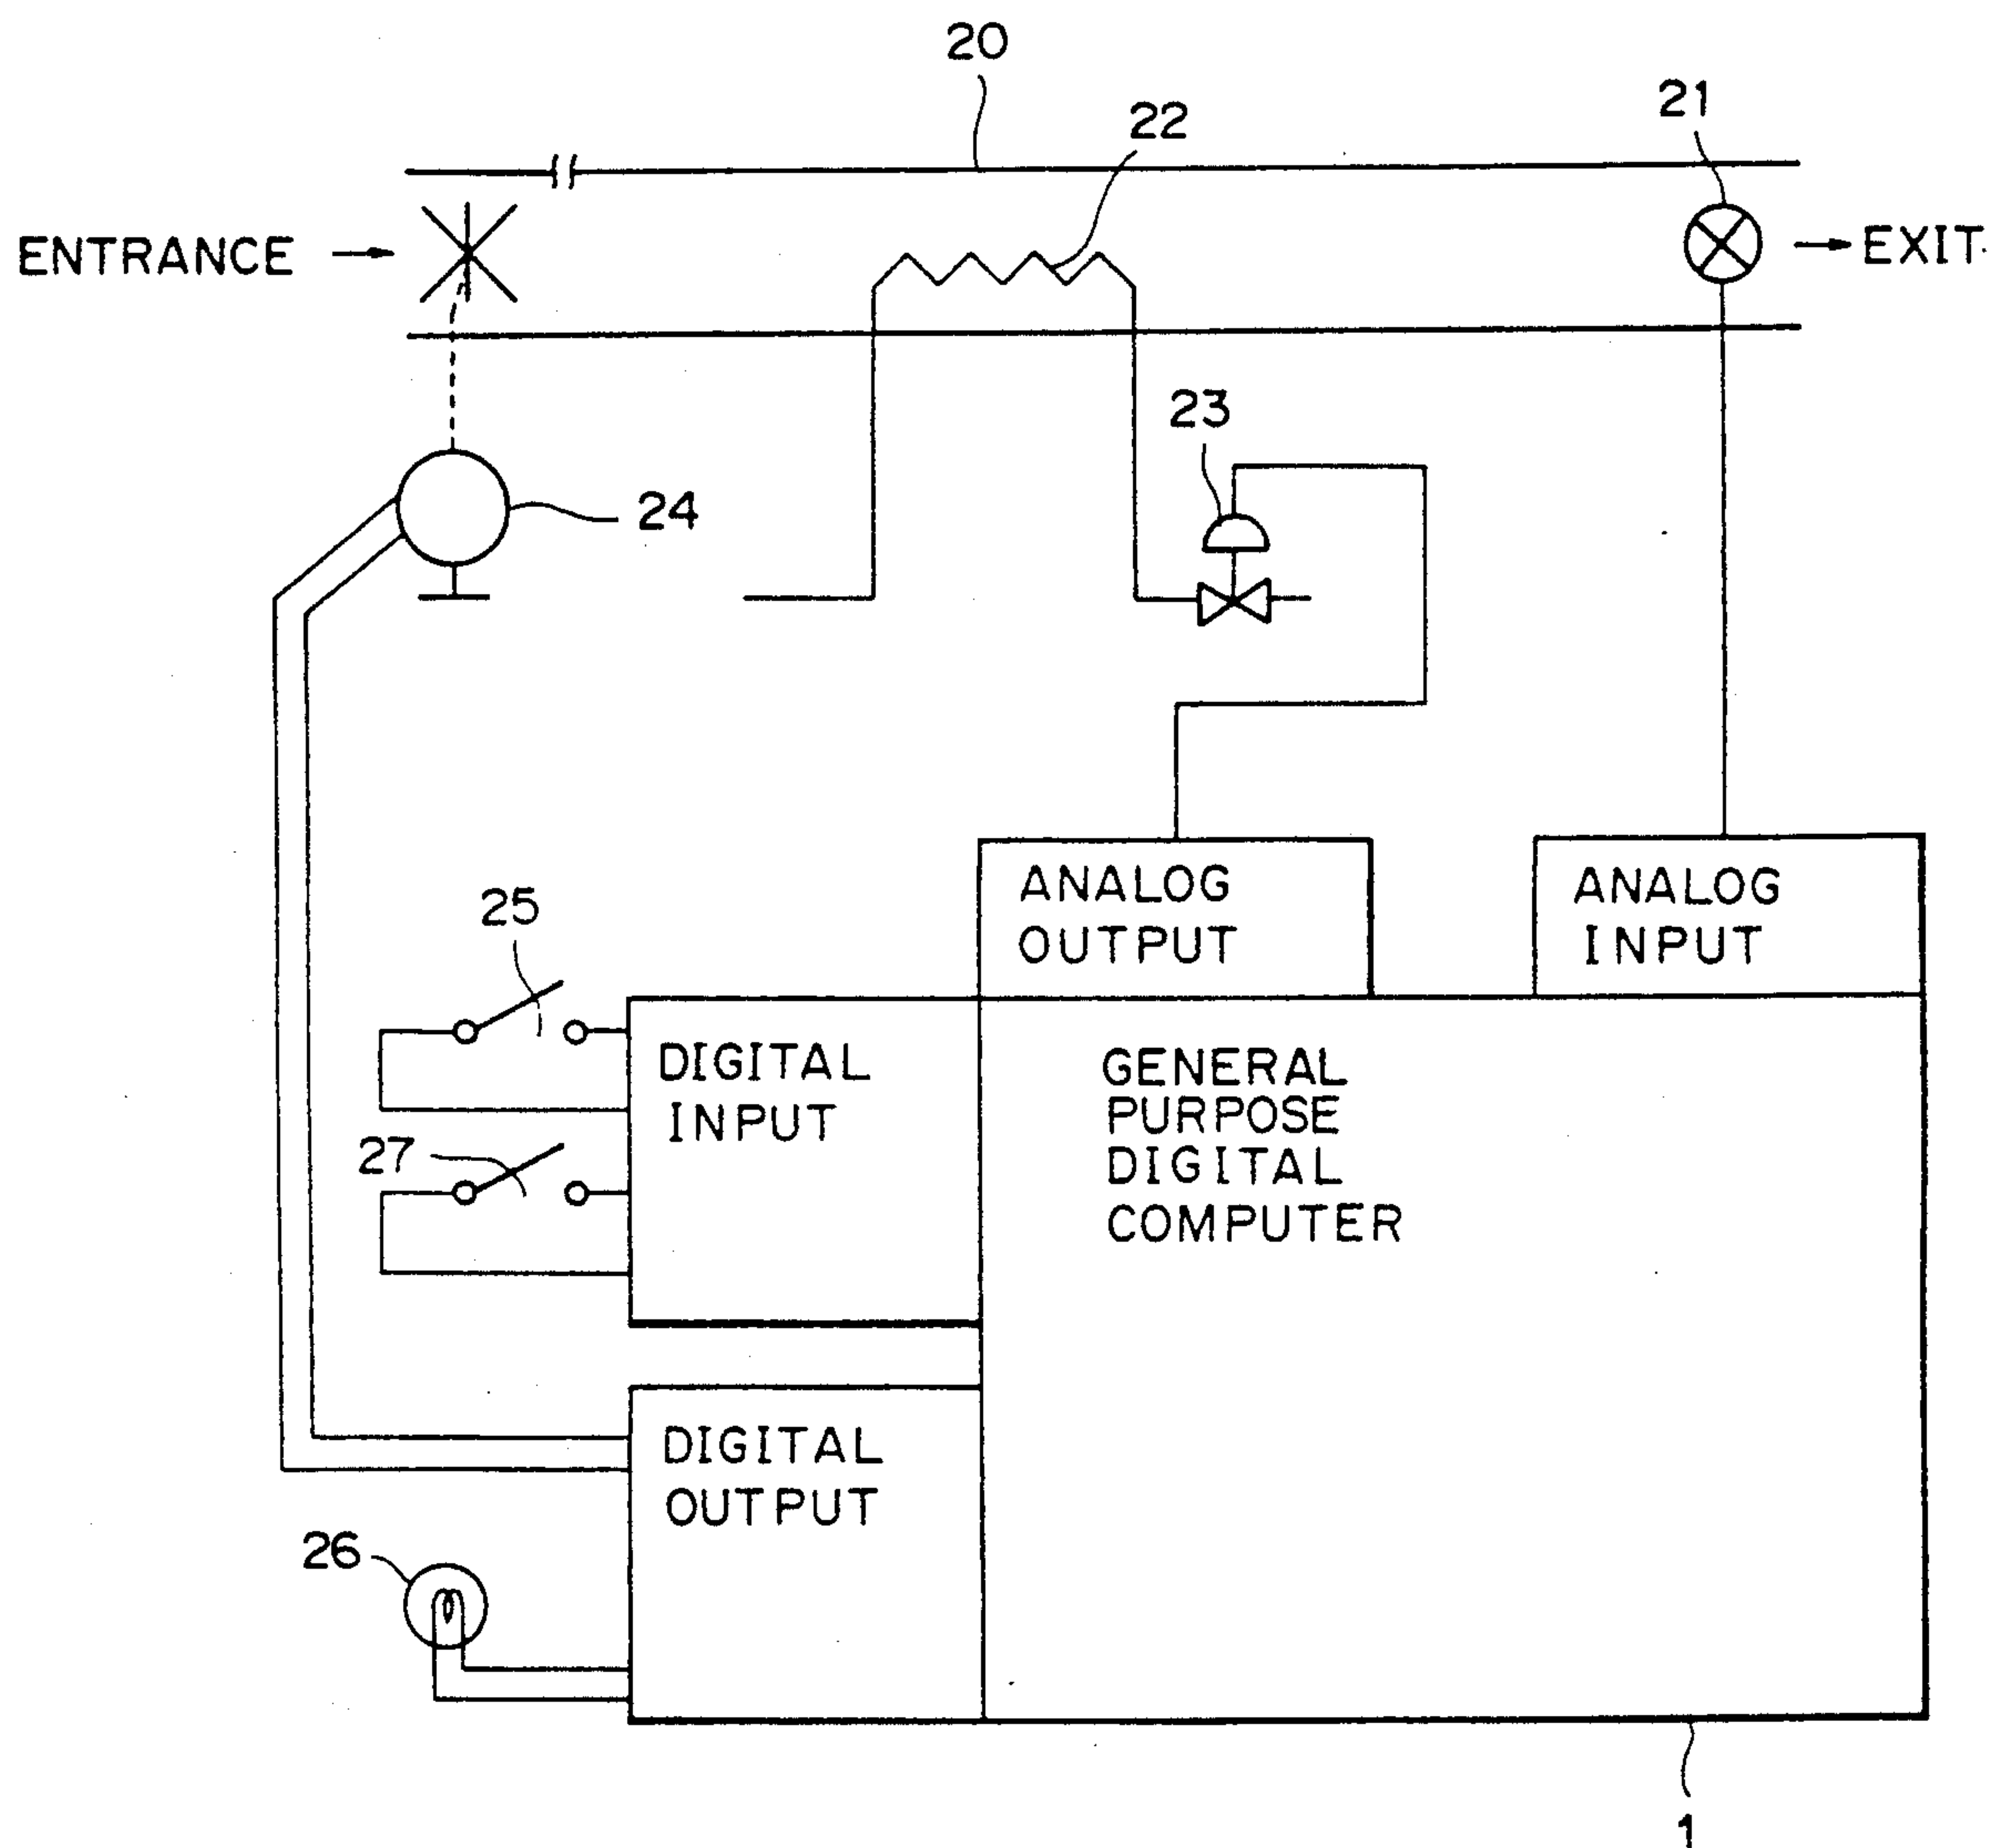 20
21
22
ENTRANCE
EXIT
23
24
ANALOG
OUTPUT
ANALOG
INPUT
25
DIGITAL
INPUT
GENERAL
PURPOSE
DIGITAL
COMPUTER
27
DIGITAL
OUTPUT
26
1